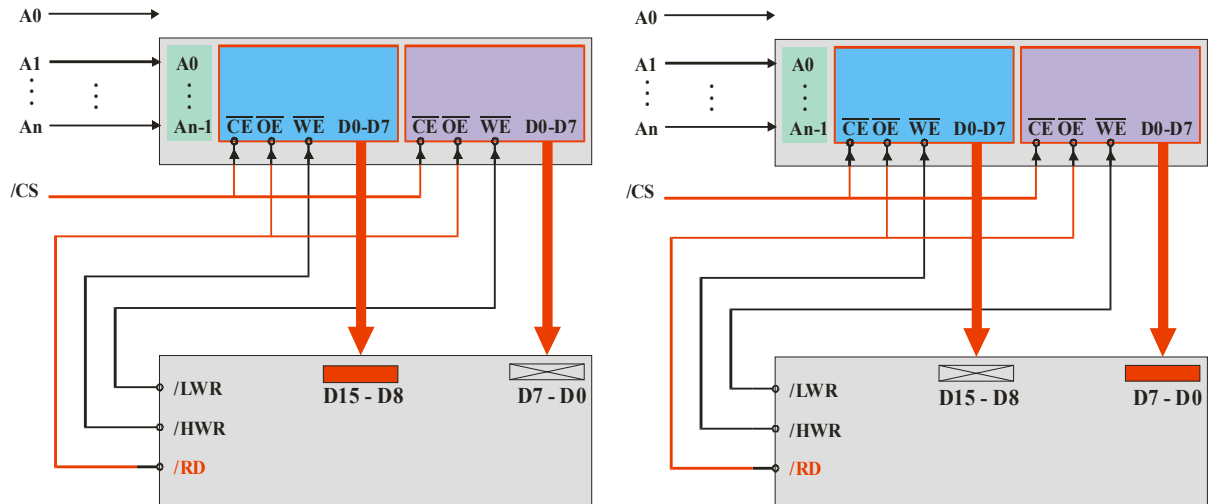 A0
A1 A0
An An-1 CE OE WE D0-D7 CE OE WE D0-D7
/CS
D15 - D8 D7 - D0
/LWR
/HWR
/RD
A0
A1 A0
An An-1 CE OE WE D0-D7 CE OE WE D0-D7
/CS
D15 - D8 D7 - D0
/LWR
/HWR
/RD